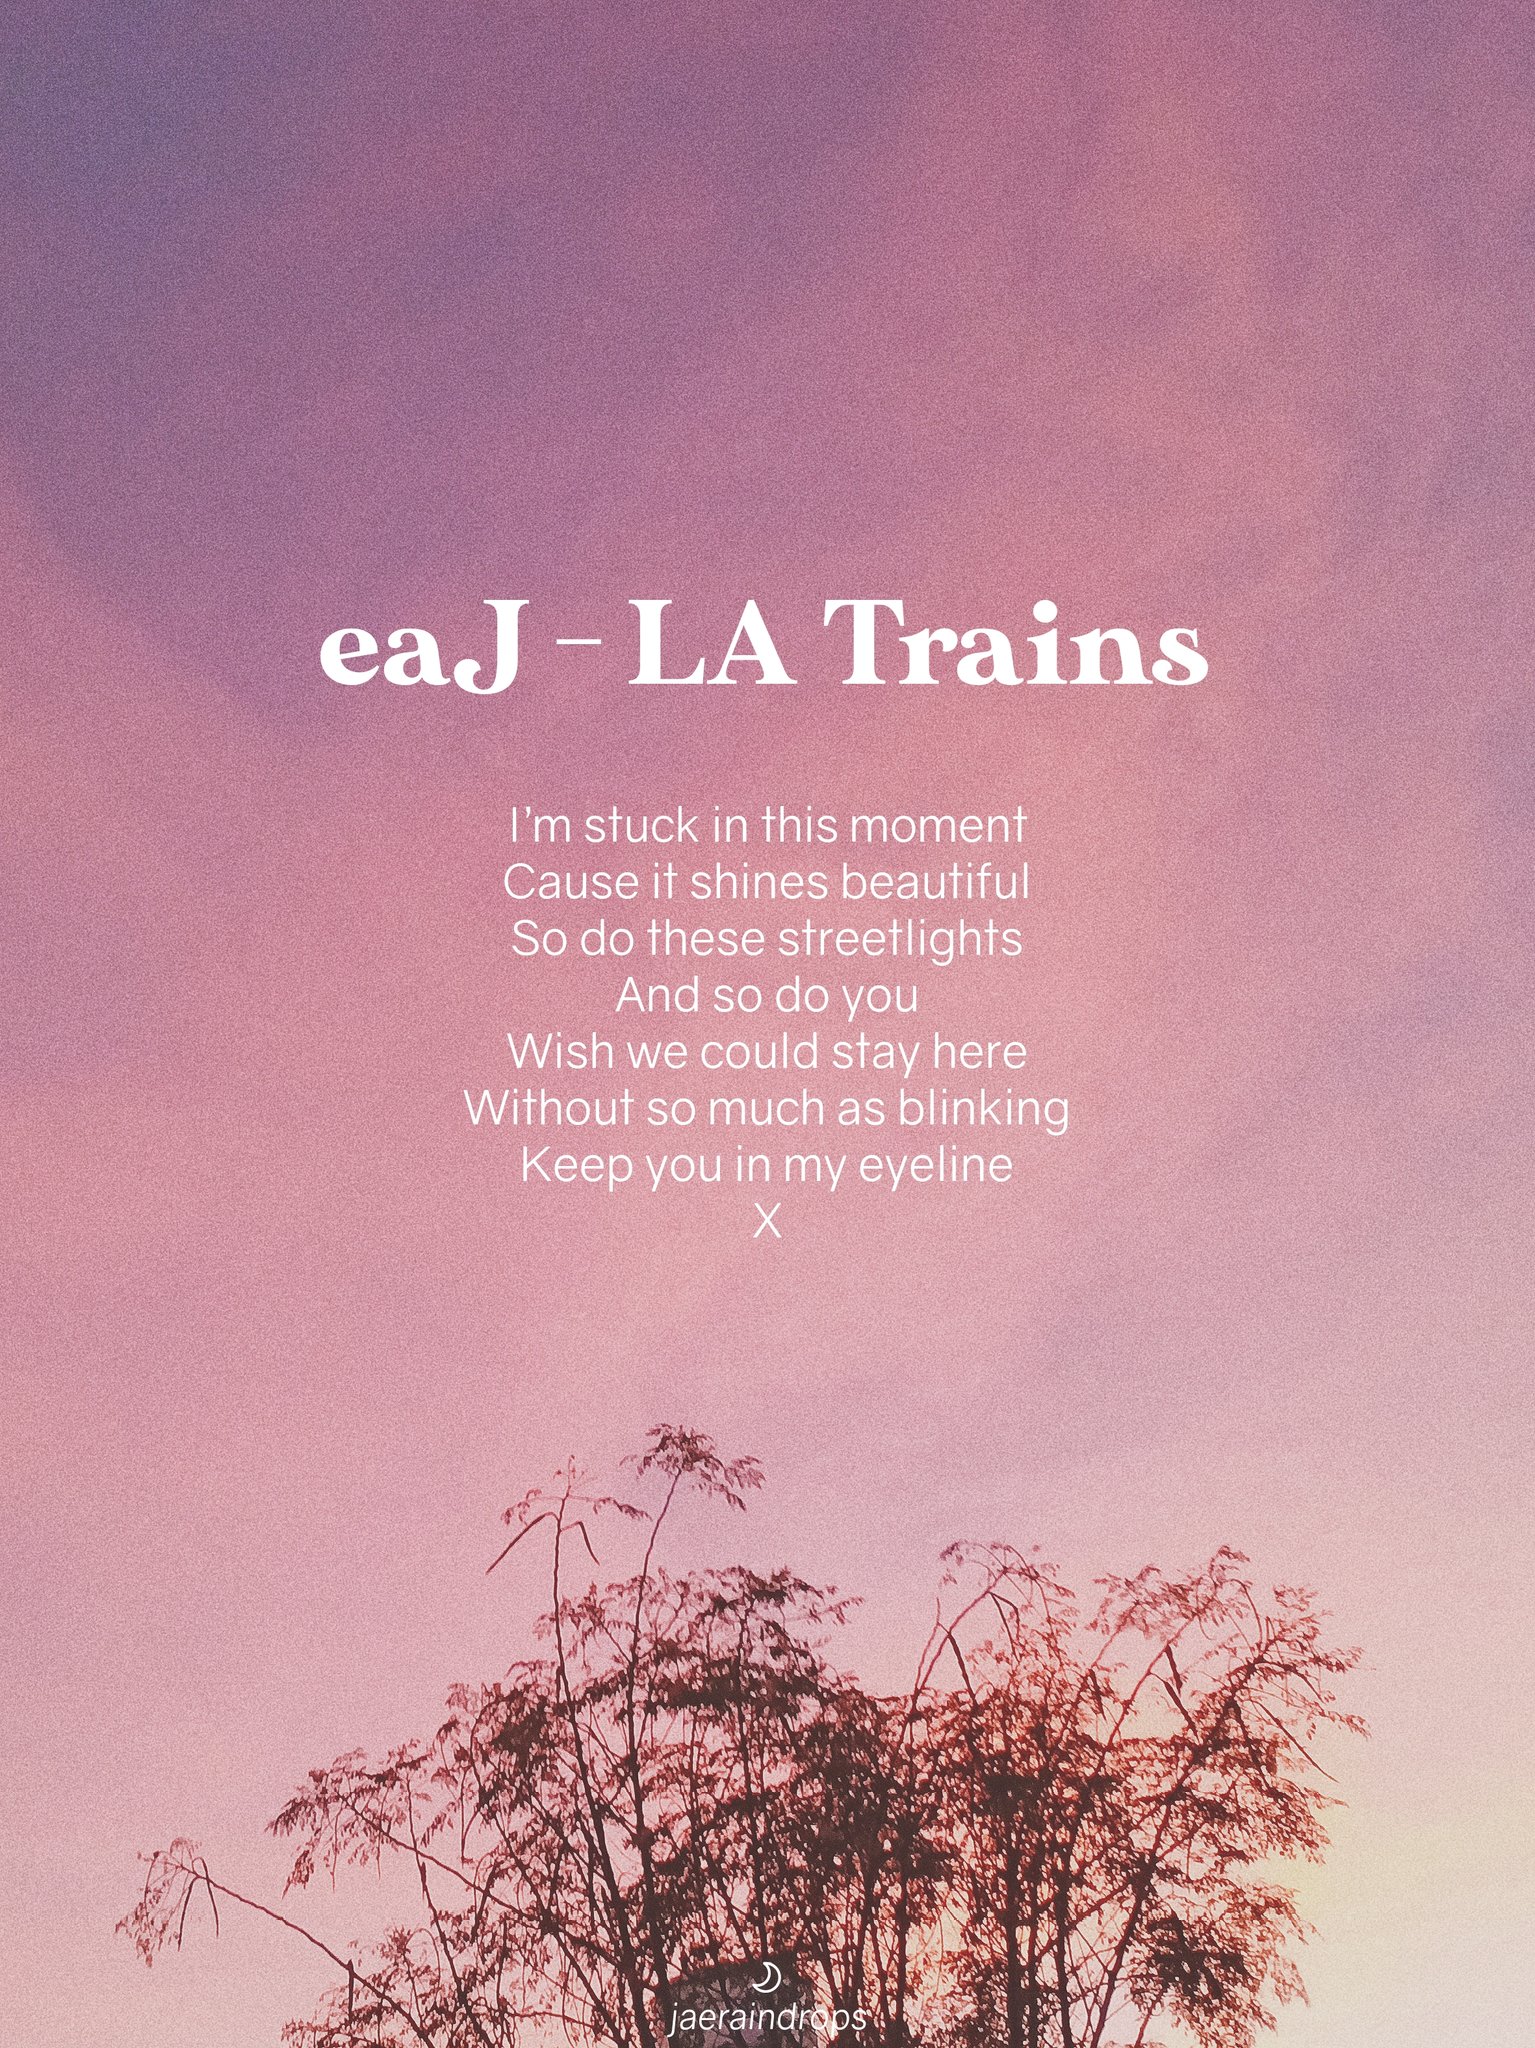 eaJ – LA Trains
I'm stuck in this moment
Cause it shines beautiful
So do these streetlights
And so do you
Wish we could stay here
Without so much as blinking
Keep you in my eyeline
X
jaeraindrops